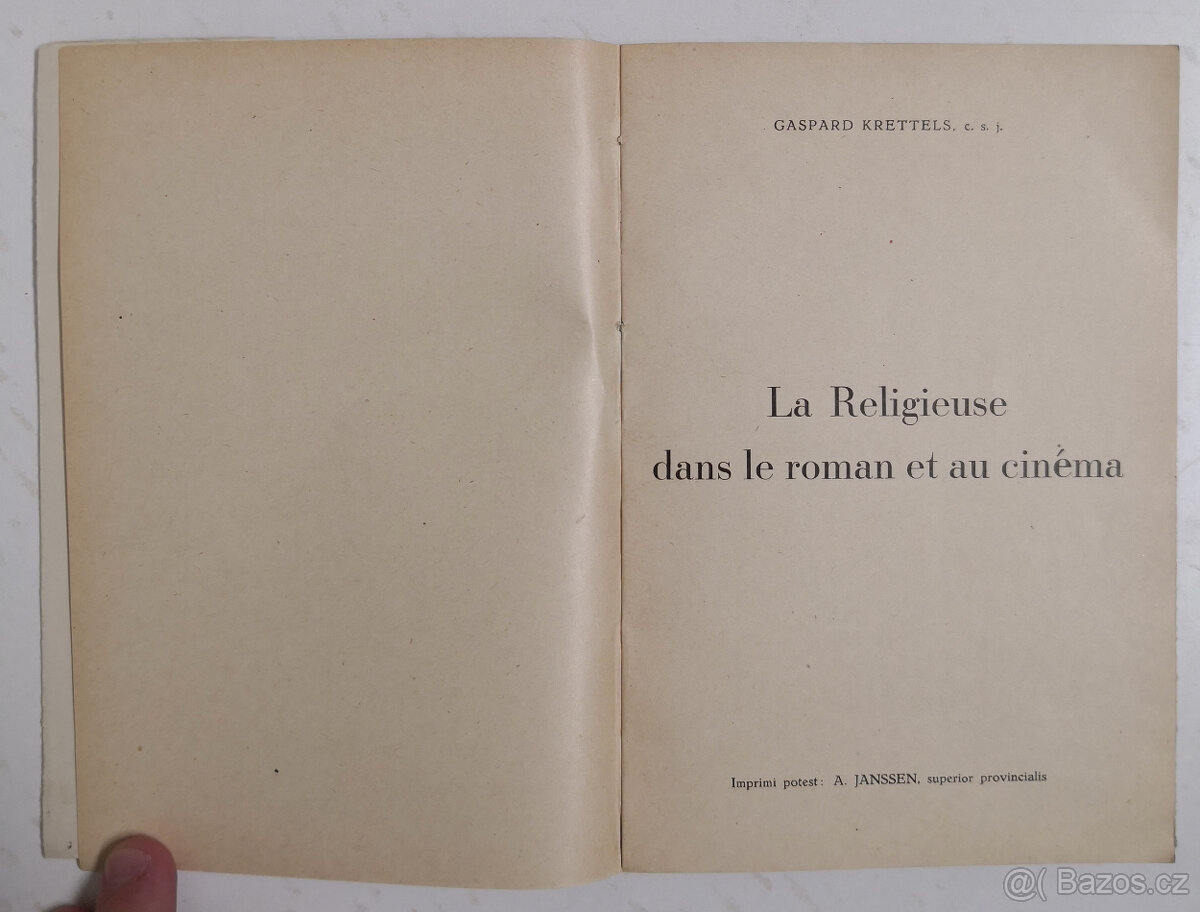 GASPARD KRETTELS, c. s. j.
La Religieuse
dans le roman et au cinéma
Imprimi potest: A. JANSSEN, superior provincialis
@( Bazos.cz